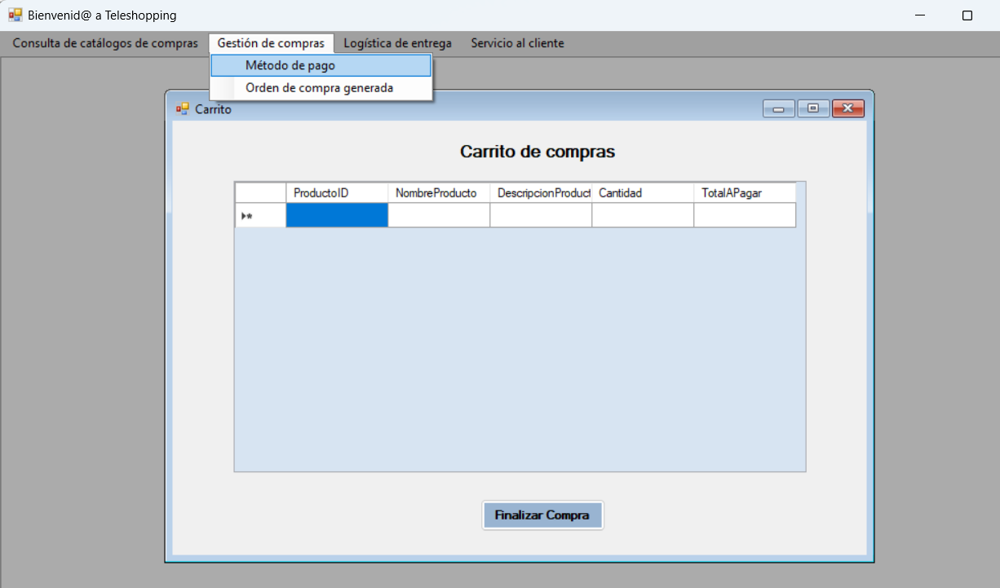 Bienvenid@ a Teleshopping
Consulta de catálogos de compras Gestión de compras Logística de entrega Servicio al cliente
Método de pago
Orden de compra generada
Carrito
Carrito de compras
ProductoID NombreProducto DescripcionProduct Cantidad TotalAPagar
Finalizar Compra